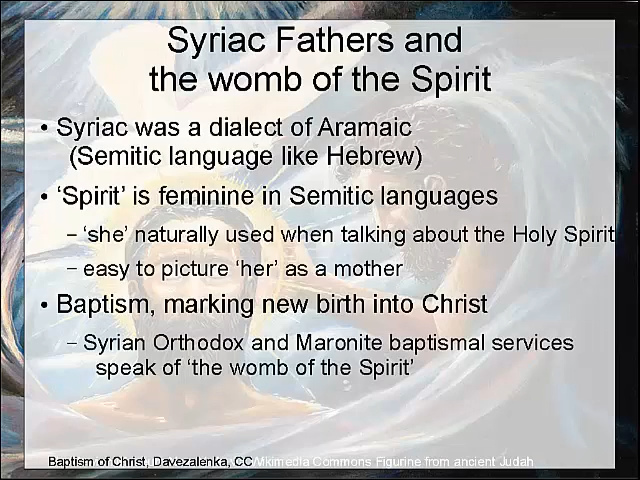 Syriac Fathers and
the womb of the Spirit
• Syriac was a dialect of Aramaic
(Semitic language like Hebrew)
• ‘Spirit’ is feminine in Semitic languages
– ‘she’ naturally used when talking about the Holy Spirit
– easy to picture ‘her’ as a mother
• Baptism, marking new birth into Christ
– Syrian Orthodox and Maronite baptismal services
speak of ‘the womb of the Spirit’
Baptism of Christ, Davezalenka, CC Wikimedia Commons Figurine from ancient Judah